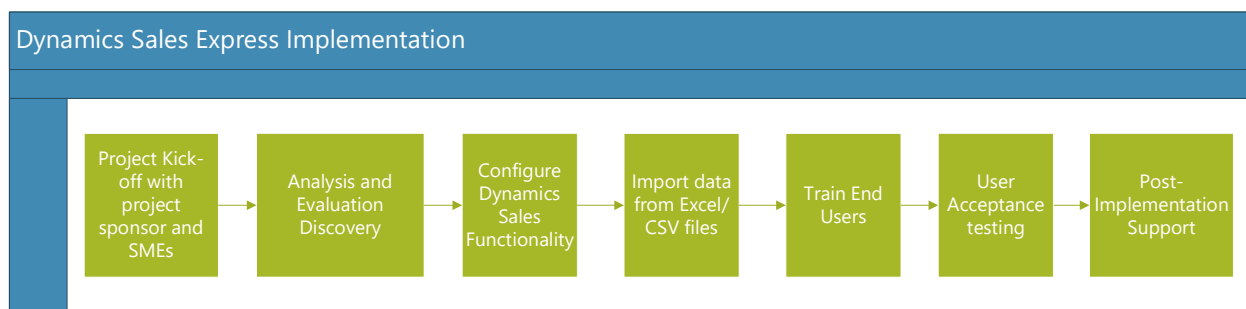 Dynamics Sales Express Implementation
Project Kick-
off with
project
sponsor and
SMEs
Analysis and
Evaluation
Discovery
Configure
Dynamics
Sales
Functionality
Import data
from Excel/
CSV files
Train End
Users
User
Acceptance
testing
Post-
Implementation
Support